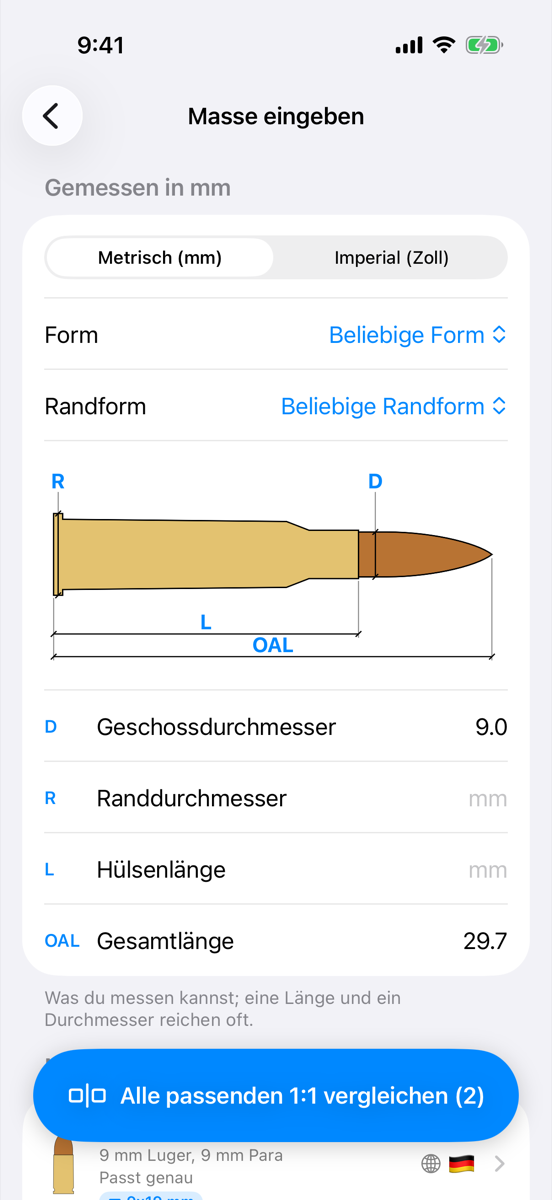 9:41
Masse eingeben
Gemessen in mm
Metrisch (mm)
Imperial (Zoll)
Form
Beliebige Form
Randform
Beliebige Randform
R
D
L
OAL
D Geschossdurchmesser 9.0
R Randdurchmesser mm
L Hülsenlänge mm
OAL Gesamtlänge 29.7
Was du messen kannst; eine Länge und ein
Durchmesser reichen oft.
Alle passenden 1:1 vergleichen (2)
9 mm Luger, 9 mm Para
Passt genau